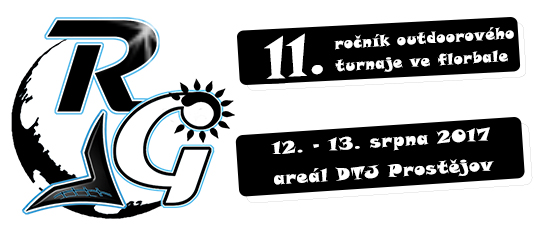 RG
11. ročník outdoorového
turnaje ve florbale
12. - 13. srpna 2017
areál DTJ Prostějov